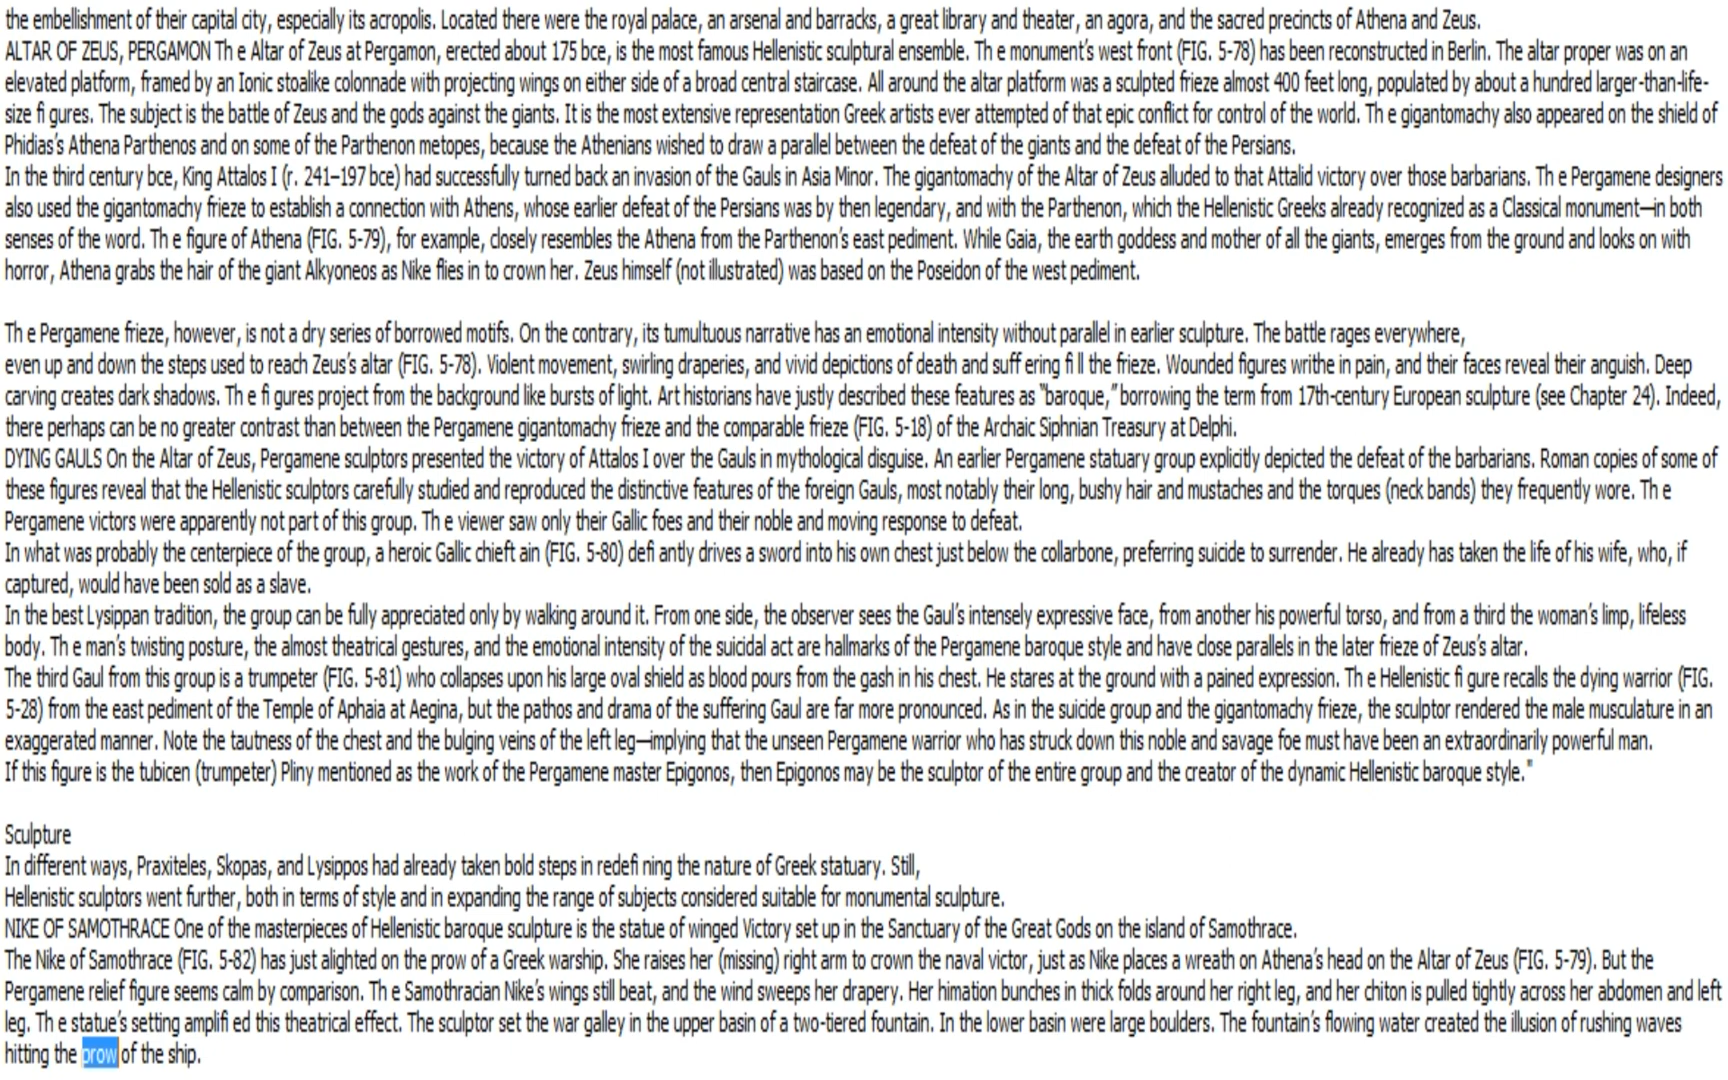 the embellishment of their capital city, especially its acropolis. Located there were the royal palace, an arsenal and barracks, a great library and theater, an agora, and the sacred precincts of Athena and Zeus.
ALTAR OF ZEUS, PERGAMON Th e Altar of Zeus at Pergamon, erected about 175 bce, is the most famous Hellenistic sculptural ensemble. Th e monument's west front (FIG. 5-78) has been reconstructed in Berlin. The altar proper was on an
elevated platform, framed by an Ionic stoalike colonnade with projecting wings on either side of a broad central staircase. All around the altar platform was a sculpted frieze almost 400 feet long, populated by about a hundred larger-than-life-
size fi gures. The subject is the battle of Zeus and the gods against the giants. It is the most extensive representation Greek artists ever attempted of that epic conflict for control of the world. Th e gigantomachy also appeared on the shield of
Phidias's Athena Parthenos and on some of the Parthenon metopes, because the Athenians wished to draw a parallel between the defeat of the giants and the defeat of the Persians.
In the third century bce, King Attalos I (r. 241–197 bce) had successfully turned back an invasion of the Gauls in Asia Minor. The gigantomachy of the Altar of Zeus alluded to that Attalid victory over those barbarians. Th e Pergamene designers
also used the gigantomachy frieze to establish a connection with Athens, whose earlier defeat of the Persians was by then legendary, and with the Parthenon, which the Hellenistic Greeks already recognized as a Classical monument—in both
senses of the word. Th e figure of Athena (FIG. 5-79), for example, closely resembles the Athena from the Parthenon's east pediment. While Gaia, the earth goddess and mother of all the giants, emerges from the ground and looks on with
horror, Athena grabs the hair of the giant Alkyoneos as Nike flies in to crown her. Zeus himself (not illustrated) was based on the Poseidon of the west pediment.
Th e Pergamene frieze, however, is not a dry series of borrowed motifs. On the contrary, its tumultuous narrative has an emotional intensity without parallel in earlier sculpture. The battle rages everywhere,
even up and down the steps used to reach Zeus's altar (FIG. 5-78). Violent movement, swirling draperies, and vivid depictions of death and suff ering fi ll the frieze. Wounded figures writhe in pain, and their faces reveal their anguish. Deep
carving creates dark shadows. Th e fi gures project from the background like bursts of light. Art historians have justly described these features as "baroque," borrowing the term from 17th-century European sculpture (see Chapter 24). Indeed,
there perhaps can be no greater contrast than between the Pergamene gigantomachy frieze and the comparable frieze (FIG. 5-18) of the Archaic Siphnian Treasury at Delphi.
DYING GAULS On the Altar of Zeus, Pergamene sculptors presented the victory of Attalos I over the Gauls in mythological disguise. An earlier Pergamene statuary group explicitly depicted the defeat of the barbarians. Roman copies of some of
these figures reveal that the Hellenistic sculptors carefully studied and reproduced the distinctive features of the foreign Gauls, most notably their long, bushy hair and mustaches and the torques (neck bands) they frequently wore. Th e
Pergamene victors were apparently not part of this group. Th e viewer saw only their Gallic foes and their noble and moving response to defeat.
In what was probably the centerpiece of the group, a heroic Gallic chieft ain (FIG. 5-80) defi antly drives a sword into his own chest just below the collarbone, preferring suicide to surrender. He already has taken the life of his wife, who, if
captured, would have been sold as a slave.
In the best Lysippan tradition, the group can be fully appreciated only by walking around it. From one side, the observer sees the Gaul's intensely expressive face, from another his powerful torso, and from a third the woman's limp, lifeless
body. Th e man's twisting posture, the almost theatrical gestures, and the emotional intensity of the suicidal act are hallmarks of the Pergamene baroque style and have close parallels in the later frieze of Zeus's altar.
The third Gaul from this group is a trumpeter (FIG. 5-81) who collapses upon his large oval shield as blood pours from the gash in his chest. He stares at the ground with a pained expression. Th e Hellenistic fi gure recalls the dying warrior (FIG.
5-28) from the east pediment of the Temple of Aphaia at Aegina, but the pathos and drama of the suffering Gaul are far more pronounced. As in the suicide group and the gigantomachy frieze, the sculptor rendered the male musculature in an
exaggerated manner. Note the tautness of the chest and the bulging veins of the left leg—implying that the unseen Pergamene warrior who has struck down this noble and savage foe must have been an extraordinarily powerful man.
If this figure is the tubicen (trumpeter) Pliny mentioned as the work of the Pergamene master Epigonos, then Epigonos may be the sculptor of the entire group and the creator of the dynamic Hellenistic baroque style."
Sculpture
In different ways, Praxiteles, Skopas, and Lysippos had already taken bold steps in redefi ning the nature of Greek statuary. Still,
Hellenistic sculptors went further, both in terms of style and in expanding the range of subjects considered suitable for monumental sculpture.
NIKE OF SAMOTHRACE One of the masterpieces of Hellenistic baroque sculpture is the statue of winged Victory set up in the Sanctuary of the Great Gods on the island of Samothrace.
The Nike of Samothrace (FIG. 5-82) has just alighted on the prow of a Greek warship. She raises her (missing) right arm to crown the naval victor, just as Nike places a wreath on Athena's head on the Altar of Zeus (FIG. 5-79). But the
Pergamene relief figure seems calm by comparison. Th e Samothracian Nike's wings still beat, and the wind sweeps her drapery. Her himation bunches in thick folds around her right leg, and her chiton is pulled tightly across her abdomen and left
leg. Th e statue's setting amplifi ed this theatrical effect. The sculptor set the war galley in the upper basin of a two-tiered fountain. In the lower basin were large boulders. The fountain's flowing water created the illusion of rushing waves
hitting the prow of the ship.